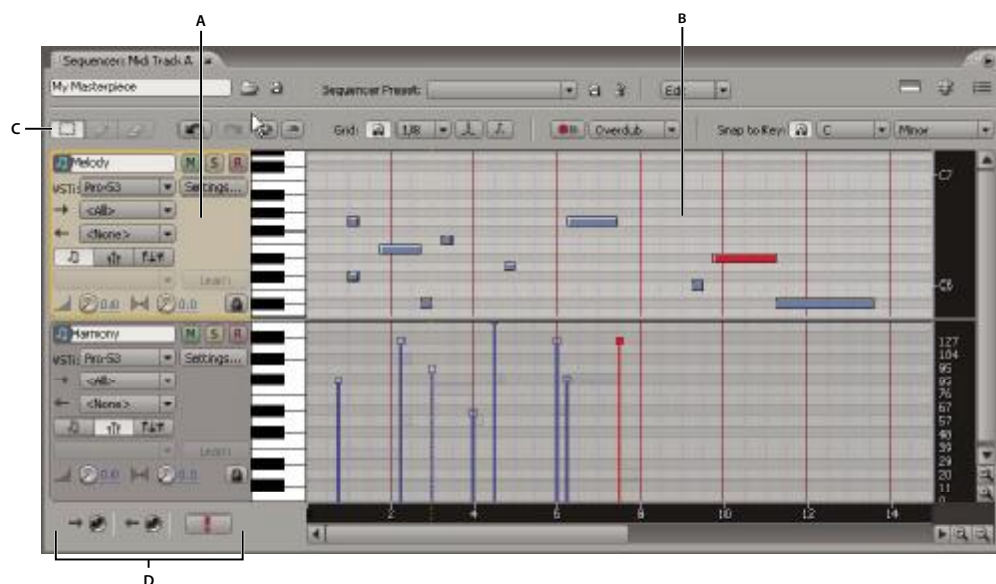 A
B
Sequencer: Midi Track A
My Masterpiece
Sequencer Preset:
Edit
C
Grid: 1/8
Overdub
Snap to Key: C Minor
Melody M S R
VSTi: Pro-53 Settings...
<All>
<None>
Learn
0.0 0.0
C7
C6
Harmony M S R
VSTi: Pro-53 Settings...
<All>
<None>
Learn
0.0 0.0
127
104
95
85
76
67
57
48
39
29
20
11
0
2 4 6 8 10 12 14
D